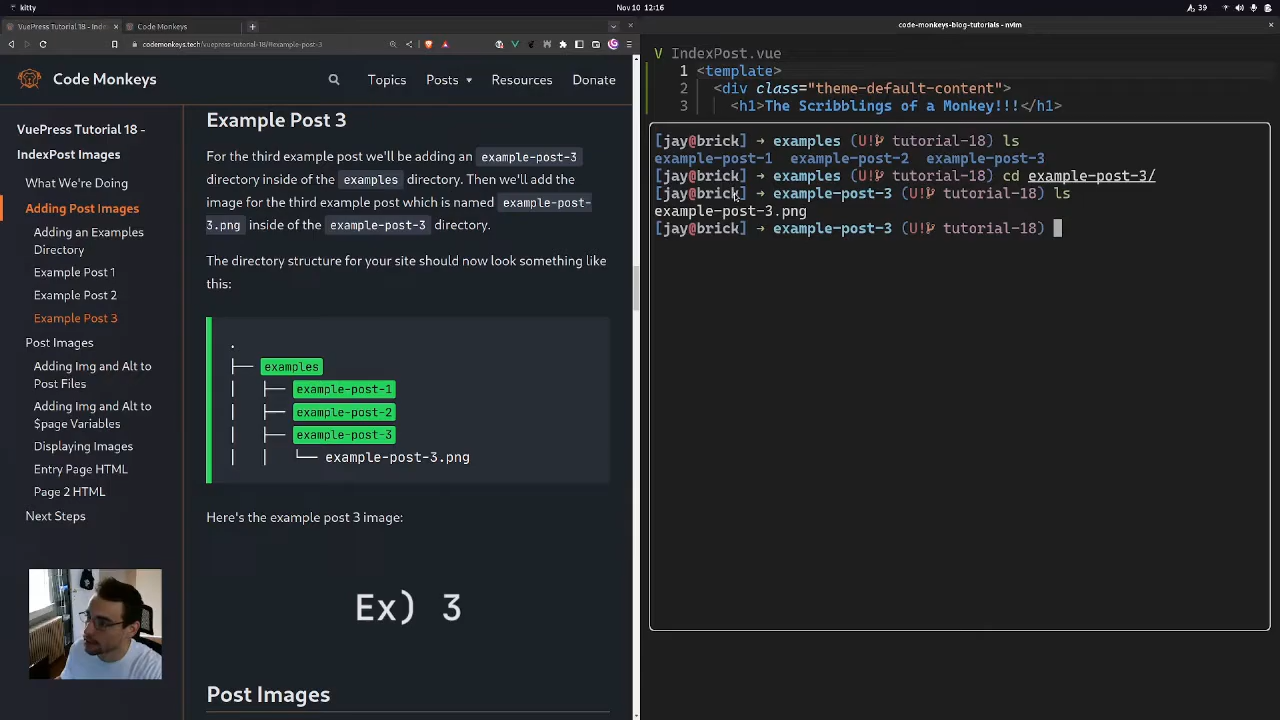 kitty
Nov 10 12:16
39
VuePress Tutorial 18 - Inde
Code Monkeys
codemonkeys.tech/vuepress-tutorial-18/#example-post-3
Code Monkeys
Topics
Posts
Resources
Donate
VuePress Tutorial 18 -
IndexPost Images
What We're Doing
Adding Post Images
Adding an Examples
Directory
Example Post 1
Example Post 2
Example Post 3
Post Images
Adding Img and Alt to
Post Files
Adding Img and Alt to
$page Variables
Displaying Images
Entry Page HTML
Page 2 HTML
Next Steps
Example Post 3
For the third example post we'll be adding an example-post-3
directory inside of the examples directory. Then we'll add the
image for the third example post which is named example-post-
3.png inside of the example-post-3 directory.
The directory structure for your site should now look something like
this:
.
├── examples
│ ├── example-post-1
│ ├── example-post-2
│ ├── example-post-3
│ │ └── example-post-3.png
Here's the example post 3 image:
Ex) 3
Post Images
code-monkeys-blog-tutorials - nvim
V IndexPost.vue
1 <template>
2 <div class="theme-default-content">
3 <h1>The Scribblings of a Monkey!!!</h1>
[jay@brick] → examples (U! tutorial-18) ls
example-post-1 example-post-2 example-post-3
[jay@brick] → examples (U! tutorial-18) cd example-post-3/
[jay@brick] → example-post-3 (U! tutorial-18) ls
example-post-3.png
[jay@brick] → example-post-3 (U! tutorial-18)